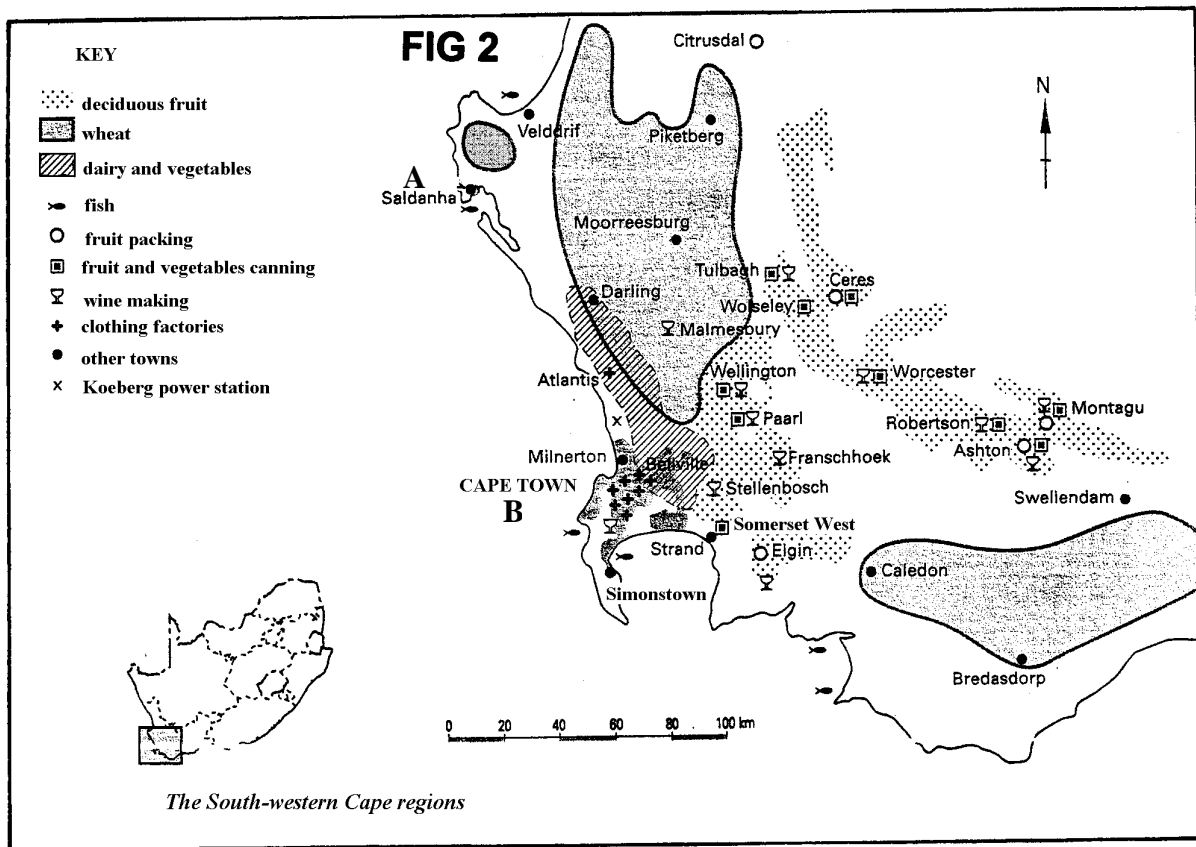 FIG 2
KEY
deciduous fruit
wheat
dairy and vegetables
fish
fruit packing
fruit and vegetables canning
wine making
clothing factories
other towns
Koeberg power station
Citrusdal
N
Velddrif
Piketberg
A
Saldanha
Moorreesburg
Tulbagh
Ceres
Darling
Wolseley
Malmesbury
Atlantis
Wellington
Worcester
Montagu
Paarl
Robertson
Ashton
Milnerton
Bellville
Franschhoek
CAPE TOWN
Stellenbosch
Swellendam
B
Somerset West
Strand
Elgin
Caledon
Simonstown
Bredasdorp
0 20 40 60 80 100 km
The South-western Cape regions